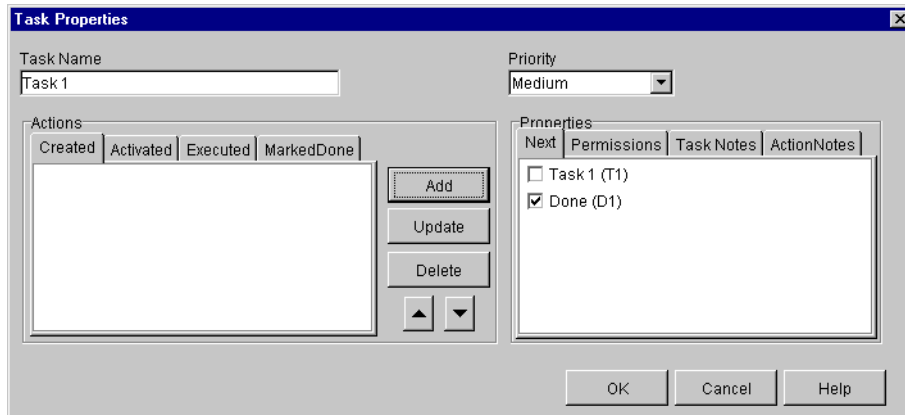 Task Properties
Task Name
Priority
Task 1
Medium
Actions
Properties
Created Activated Executed MarkedDone
Next Permissions Task Notes ActionNotes
Task 1 (T1)
Add
Done (D1)
Update
Delete
OK Cancel Help